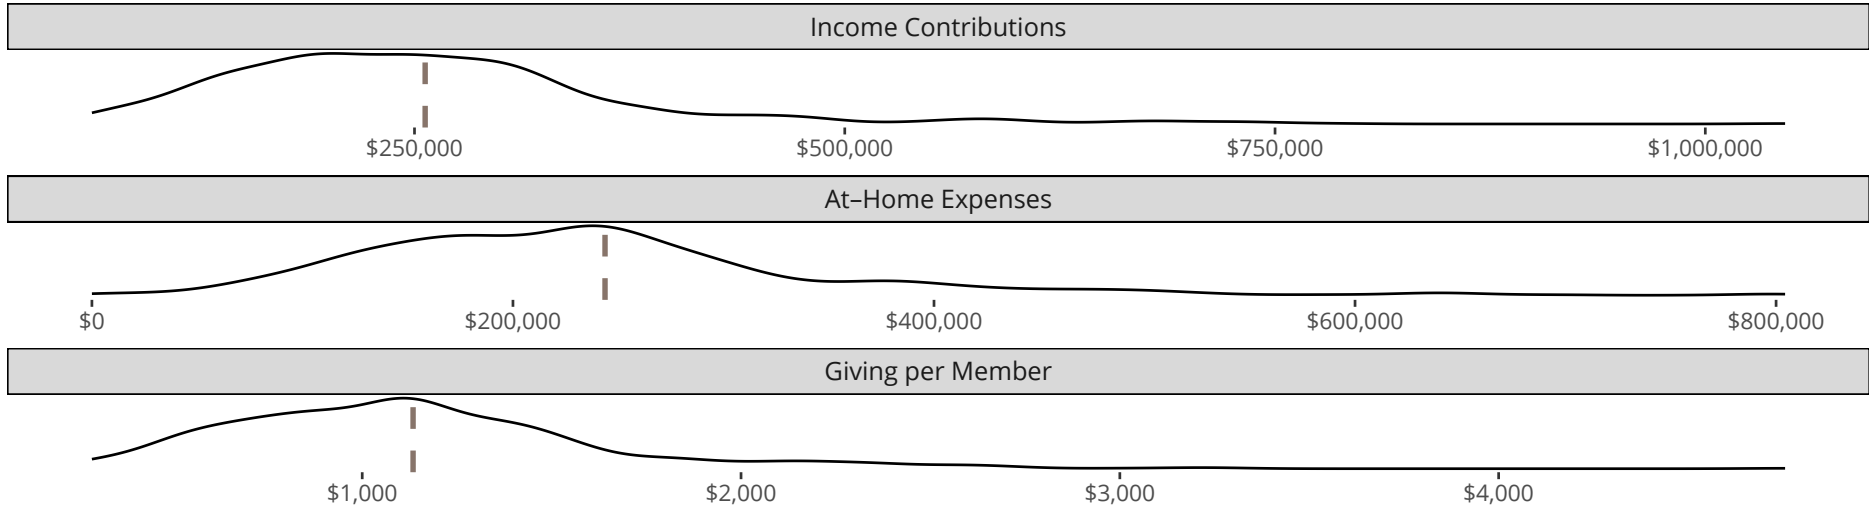 Income Contributions
$250,000 $500,000 $750,000 $1,000,000
At–Home Expenses
$0 $200,000 $400,000 $600,000 $800,000
Giving per Member
$1,000 $2,000 $3,000 $4,000